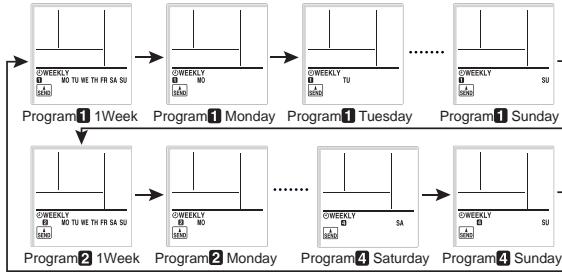 WEEKLY WEEKLY WEEKLY WEEKLY
1 MO TU WE TH FR SA SU 1 MO 1 TU 1 SU
SEND SEND SEND SEND
Program 1 1Week Program 1 Monday Program 1 Tuesday Program 1 Sunday
WEEKLY WEEKLY WEEKLY WEEKLY
2 MO TU WE TH FR SA SU 2 MO 4 SA 4 SU
SEND SEND SEND SEND
Program 2 1Week Program 2 Monday Program 4 Saturday Program 4 Sunday